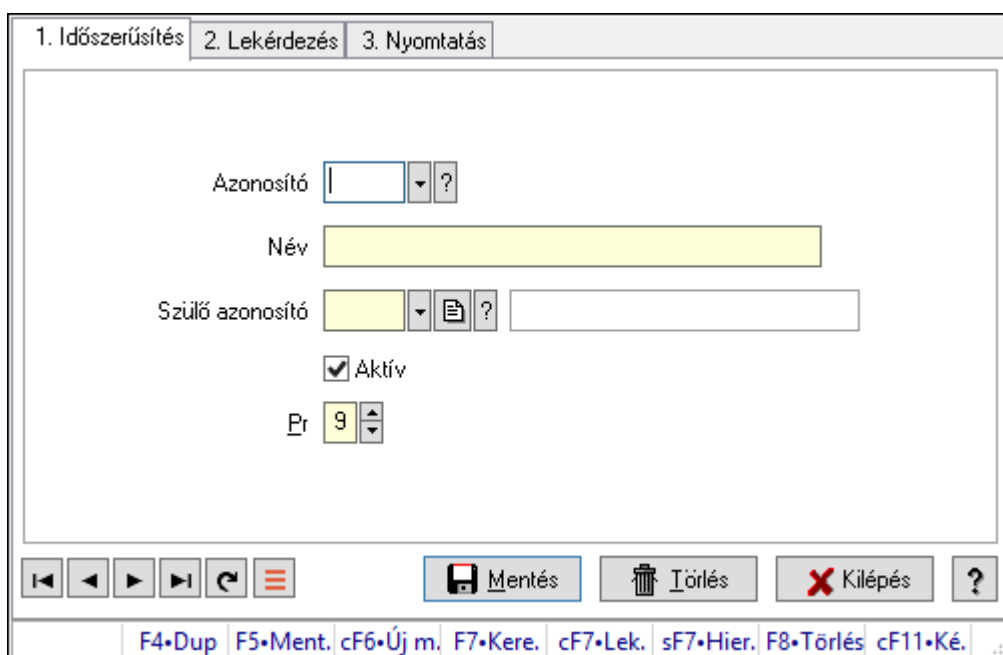 1. Időszerűsítés 2. Lekérdezés 3. Nyomtatás
Azonosító ?
Név
Szülő azonosító ?
Aktív
Pr 9
Mentés Törlés Kilépés ?
F4•Dup F5•Ment. cF6•Új m. F7•Kere. cF7•Lek. sF7•Hier. F8•Törlés cF11•Ké.